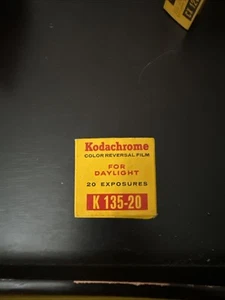 Kodachrome
COLOR REVERSAL FILM
FOR
DAYLIGHT
20 EXPOSURES
K 135-20